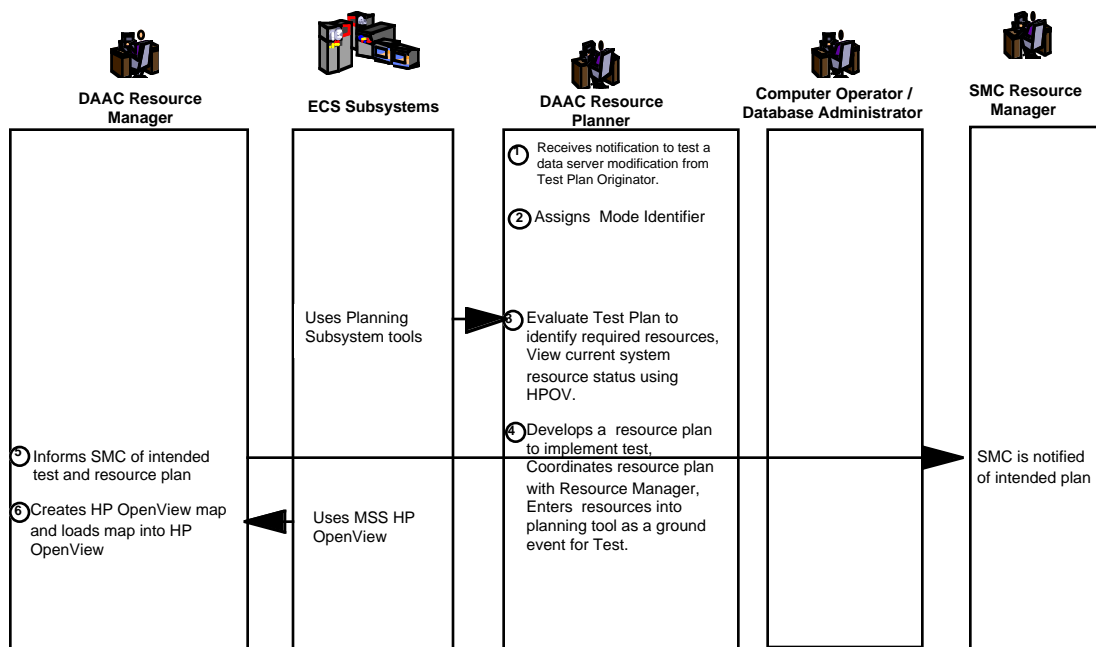 DAAC Resource
Manager
ECS Subsystems
DAAC Resource
Planner
Computer Operator /
Database Administrator
SMC Resource
Manager
1 Receives notification to test a
data server modification from
Test Plan Originator.
2 Assigns Mode Identifier
Uses Planning
Subsystem tools
3 Evaluate Test Plan to
identify required resources,
View current system
resource status using
HPOV.
4 Develops a resource plan
to implement test,
Coordinates resource plan
with Resource Manager,
Enters resources into
planning tool as a ground
event for Test.
5 Informs SMC of intended
test and resource plan
SMC is notified
of intended plan
6 Creates HP OpenView map
and loads map into HP
OpenView
Uses MSS HP
OpenView